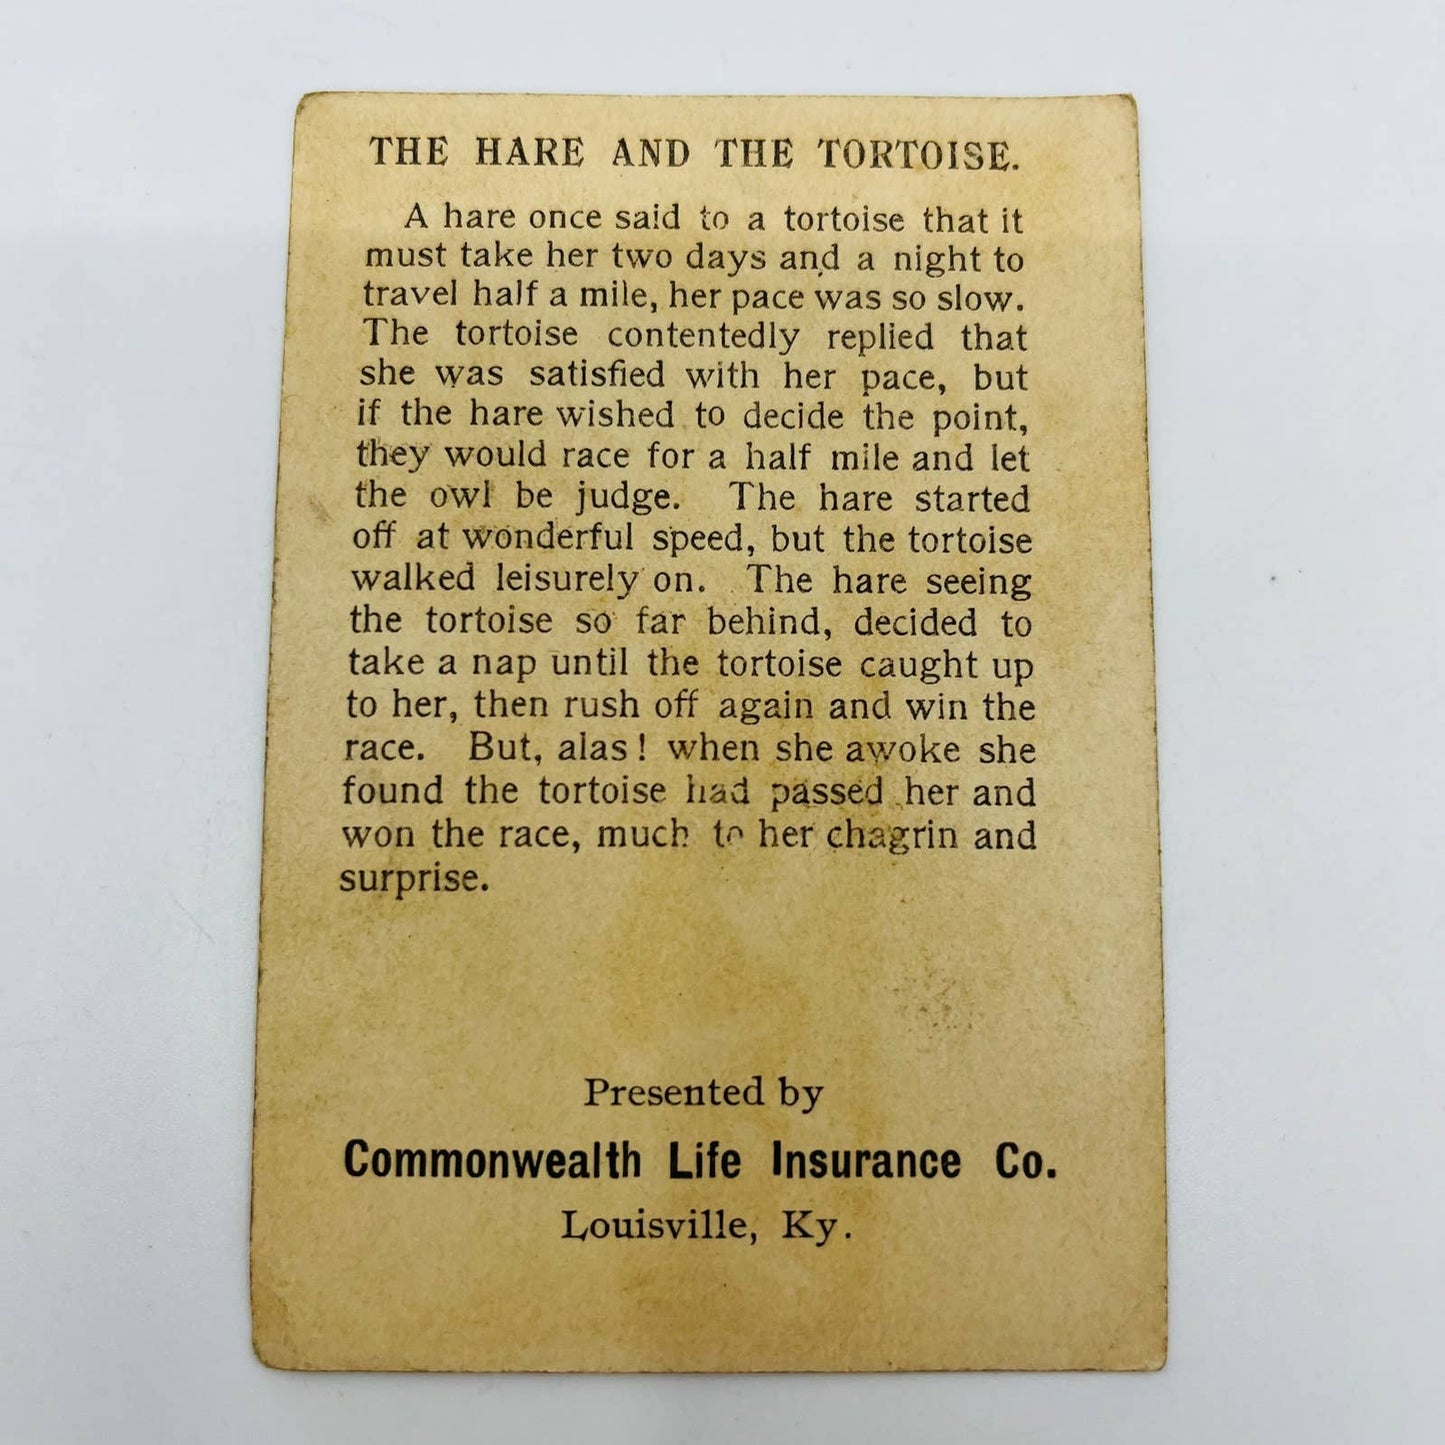 THE HARE AND THE TORTOISE.
A hare once said to a tortoise that it
must take her two days and a night to
travel half a mile, her pace was so slow.
The tortoise contentedly replied that
she was satisfied with her pace, but
if the hare wished to decide the point,
they would race for a half mile and let
the owl be judge. The hare started
off at wonderful speed, but the tortoise
walked leisurely on. The hare seeing
the tortoise so far behind, decided to
take a nap until the tortoise caught up
to her, then rush off again and win the
race. But, alas! when she awoke she
found the tortoise had passed her and
won the race, much to her chagrin and
surprise.
Presented by
Commonwealth Life Insurance Co.
Louisville, Ky.